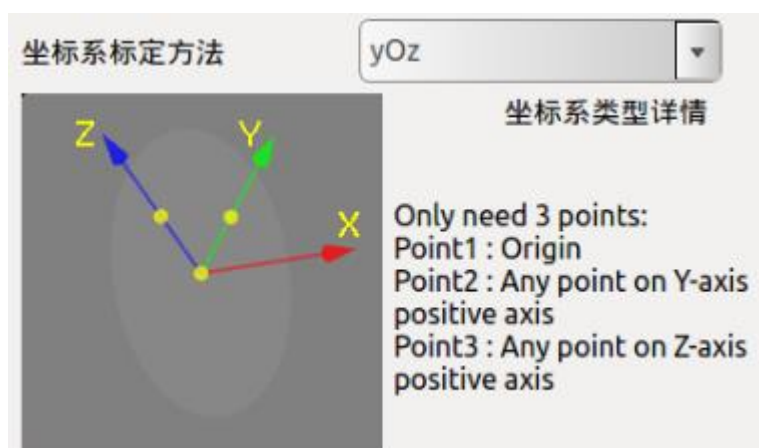 坐标系标定方法
yOz
坐标系类型详情
Z
Y
X
Only need 3 points:
Point1 : Origin
Point2 : Any point on Y-axis
positive axis
Point3 : Any point on Z-axis
positive axis